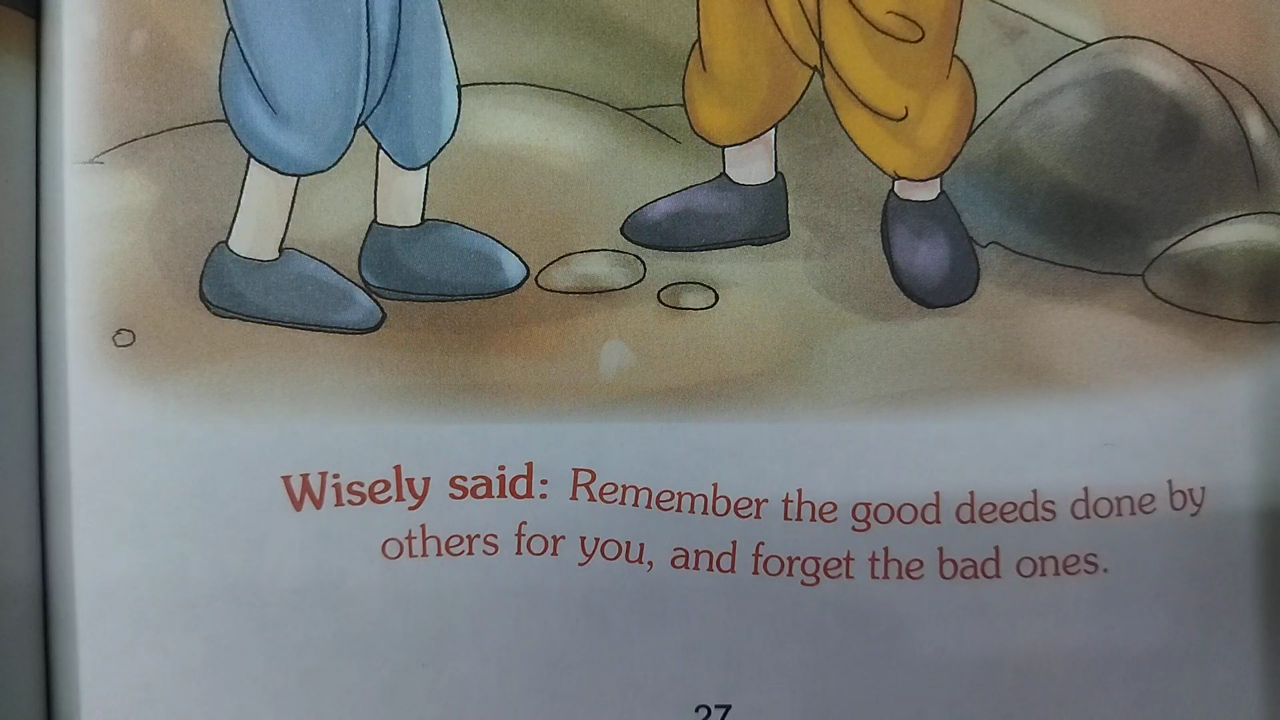 Wisely said: Remember the good deeds done by
others for you, and forget the bad ones.
27